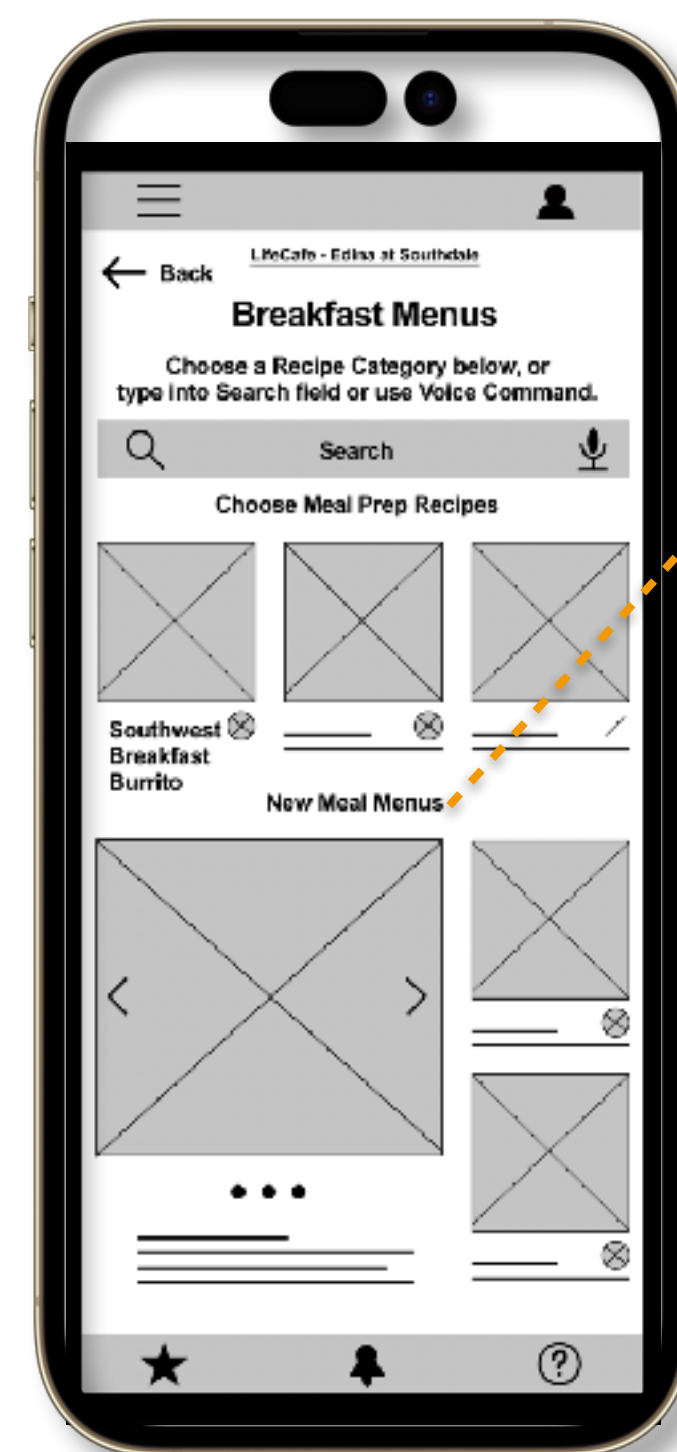 LifeCafe - Edina at Southdale
Back
Breakfast Menus
Choose a Recipe Category below, or
type into Search field or use Voice Command.
Search
Choose Meal Prep Recipes
Southwest
Breakfast
Burrito
New Meal Menus
?